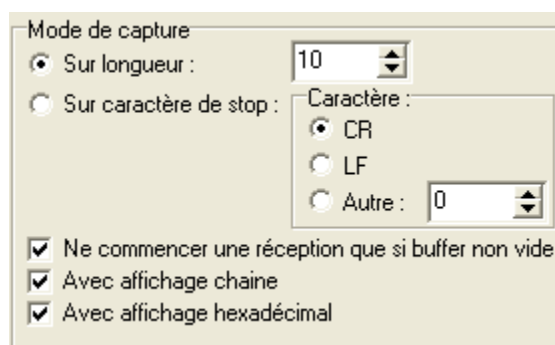 Mode de capture
Sur longueur : 10
Sur caractère de stop : Caractère :
CR
LF
Autre : 0
Ne commencer une réception que si buffer non vide
Avec affichage chaine
Avec affichage hexadécimal